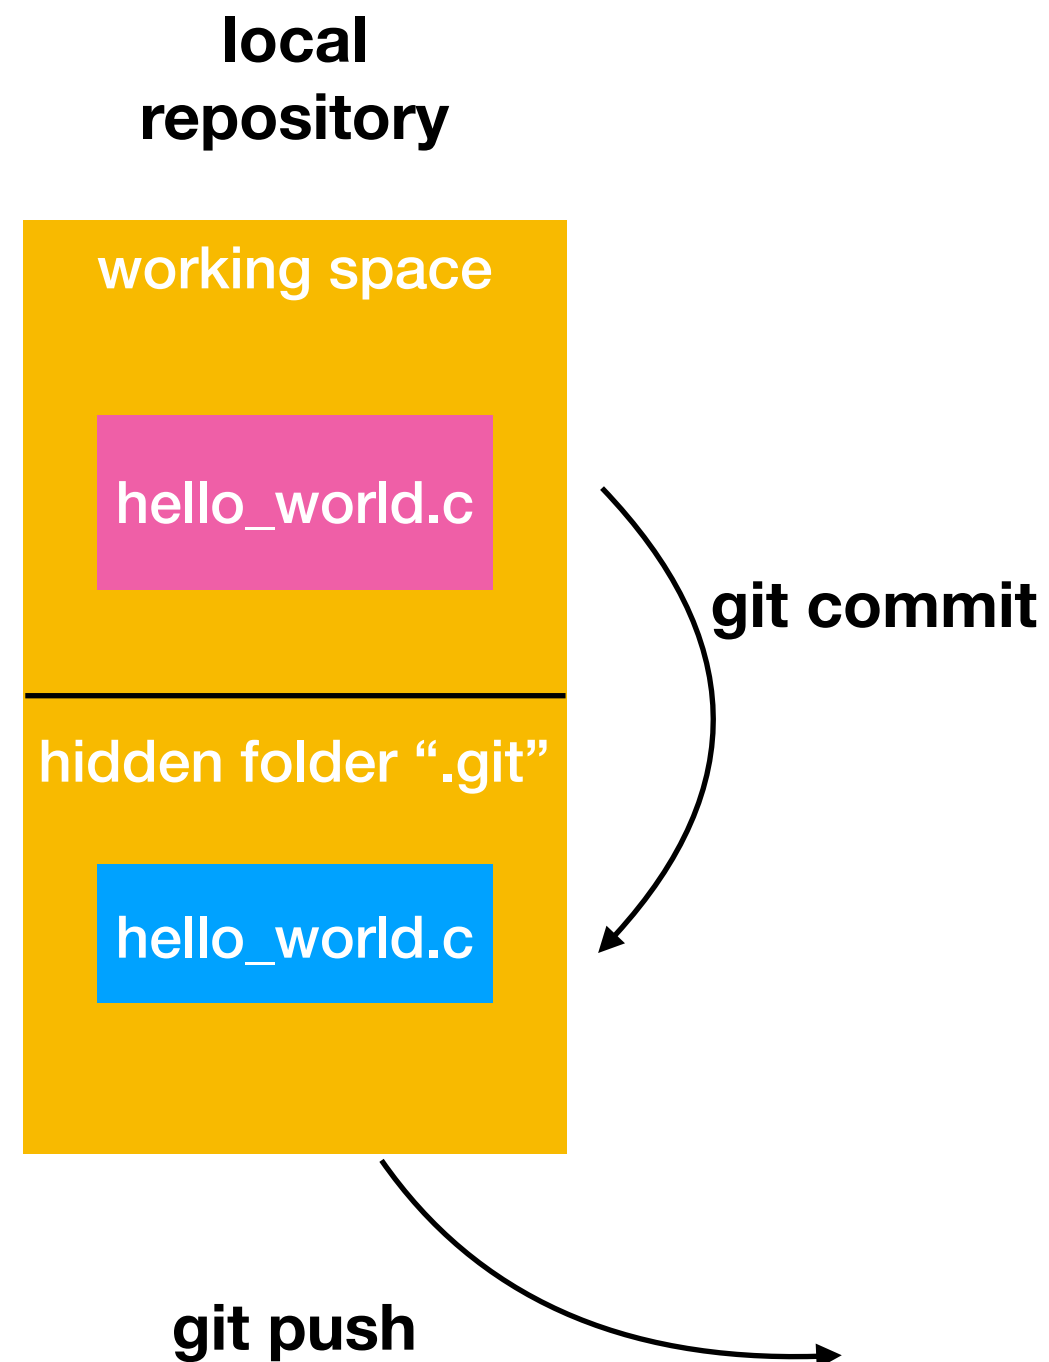 local
repository
working space
hello_world.c
git commit
hidden folder “.git”
hello_world.c
git push